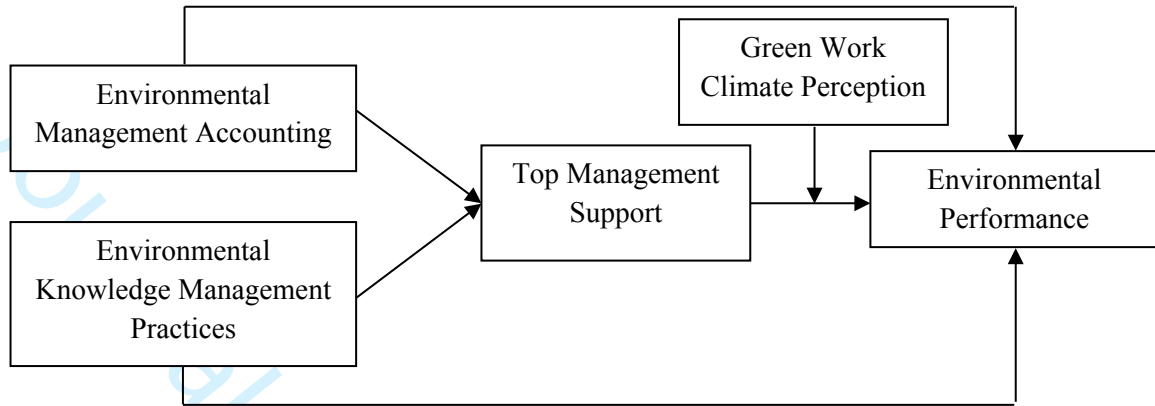 Green Work
Climate Perception
Environmental
Management Accounting
Top Management
Support
Environmental
Performance
Environmental
Knowledge Management
Practices